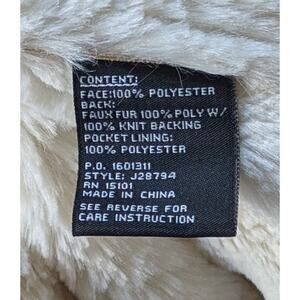 CONTENT:
FACE:100% POLYESTER
BACK:
FAUX FUR 100% POLY W/
100% KNIT BACKING
POCKET LINING:
100% POLYESTER
P.O. 1601311
STYLE: J28794
RN 15101
MADE IN CHINA
SEE REVERSE FOR
CARE INSTRUCTION